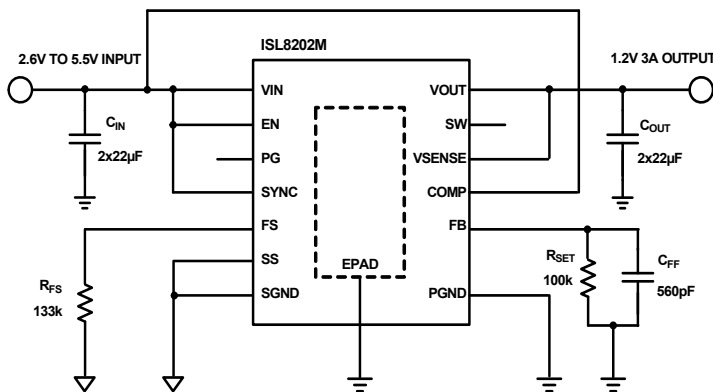 ISL8202M
2.6V TO 5.5V INPUT
1.2V 3A OUTPUT
VIN
VOUT
EN
SW
PG
VSENSE
SYNC
COMP
FS
FB
SS
EPAD
SGND
PGND
CIN
2x22µF
COUT
2x22µF
RFS
133k
RSET
100k
CFF
560pF